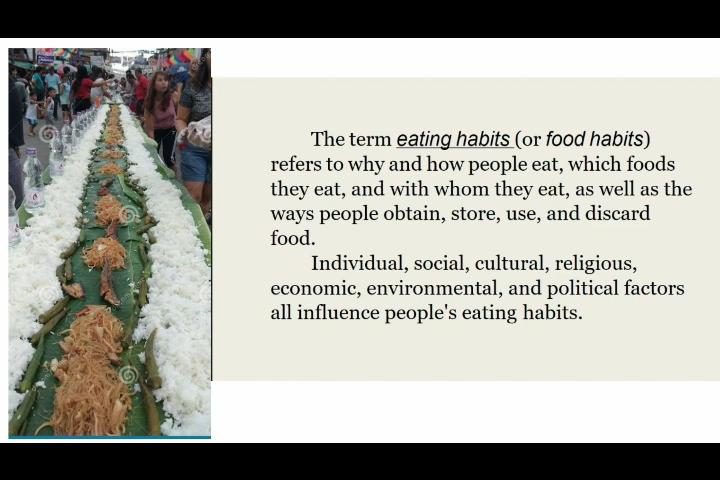 The term eating habits (or food habits)
refers to why and how people eat, which foods
they eat, and with whom they eat, as well as the
ways people obtain, store, use, and discard
food.
Individual, social, cultural, religious,
economic, environmental, and political factors
all influence people's eating habits.